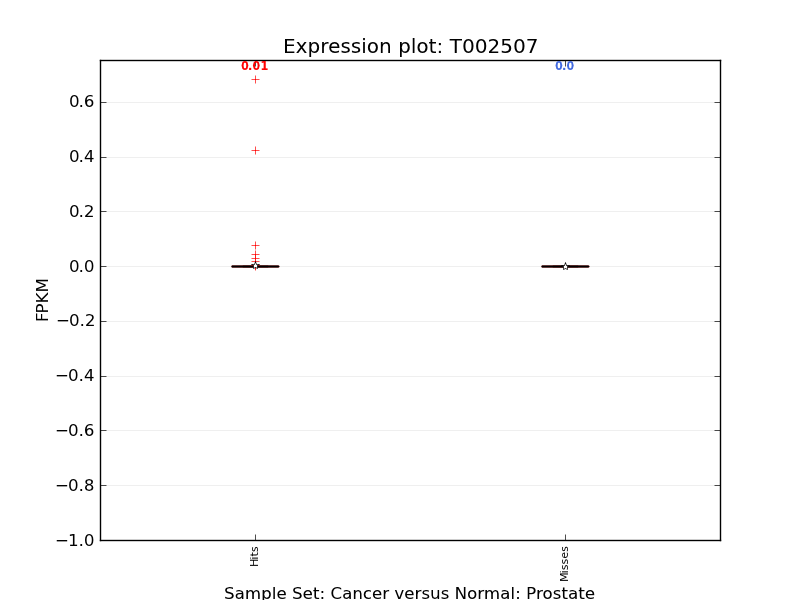 Expression plot: T002507
0.01
0.0
0.6
0.4
0.2
0.0
−0.2
−0.4
−0.6
−0.8
−1.0
FPKM
Hits
Misses
Sample Set: Cancer versus Normal: Prostate